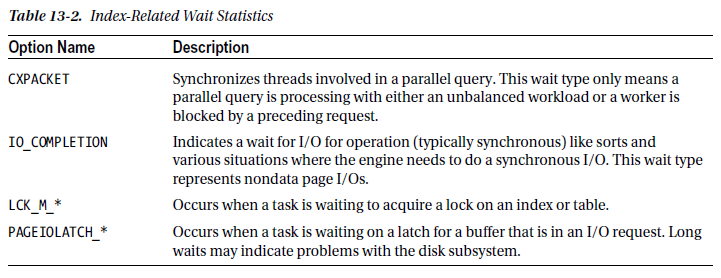 Table 13-2. Index-Related Wait Statistics
Option Name Description
CXPACKET Synchronizes threads involved in a parallel query. This wait type only means a
parallel query is processing with either an unbalanced workload or a worker is
blocked by a preceding request.
IO_COMPLETION Indicates a wait for I/O for operation (typically synchronous) like sorts and
various situations where the engine needs to do a synchronous I/O. This wait type
represents nondata page I/Os.
LCK_M_* Occurs when a task is waiting to acquire a lock on an index or table.
PAGEIOLATCH_* Occurs when a task is waiting on a latch for a buffer that is in an I/O request. Long
waits may indicate problems with the disk subsystem.